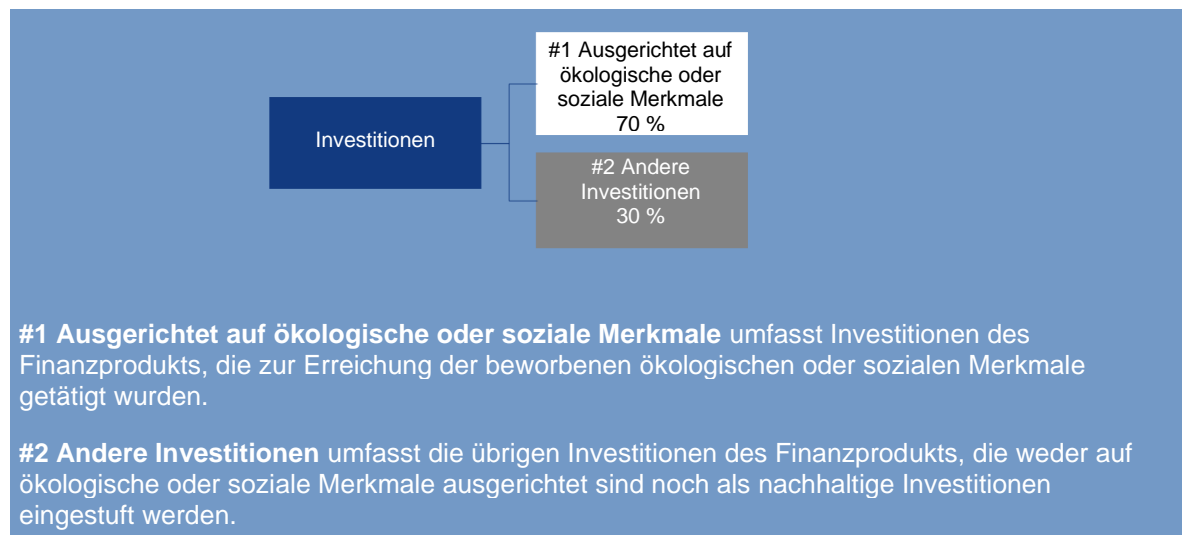 #1 Ausgerichtet auf
ökologische oder
soziale Merkmale
70 %
Investitionen
#2 Andere
Investitionen
30 %
#1 Ausgerichtet auf ökologische oder soziale Merkmale umfasst Investitionen des
Finanzprodukts, die zur Erreichung der beworbenen ökologischen oder sozialen Merkmale
getätigt wurden.
#2 Andere Investitionen umfasst die übrigen Investitionen des Finanzprodukts, die weder auf
ökologische oder soziale Merkmale ausgerichtet sind noch als nachhaltige Investitionen
eingestuft werden.